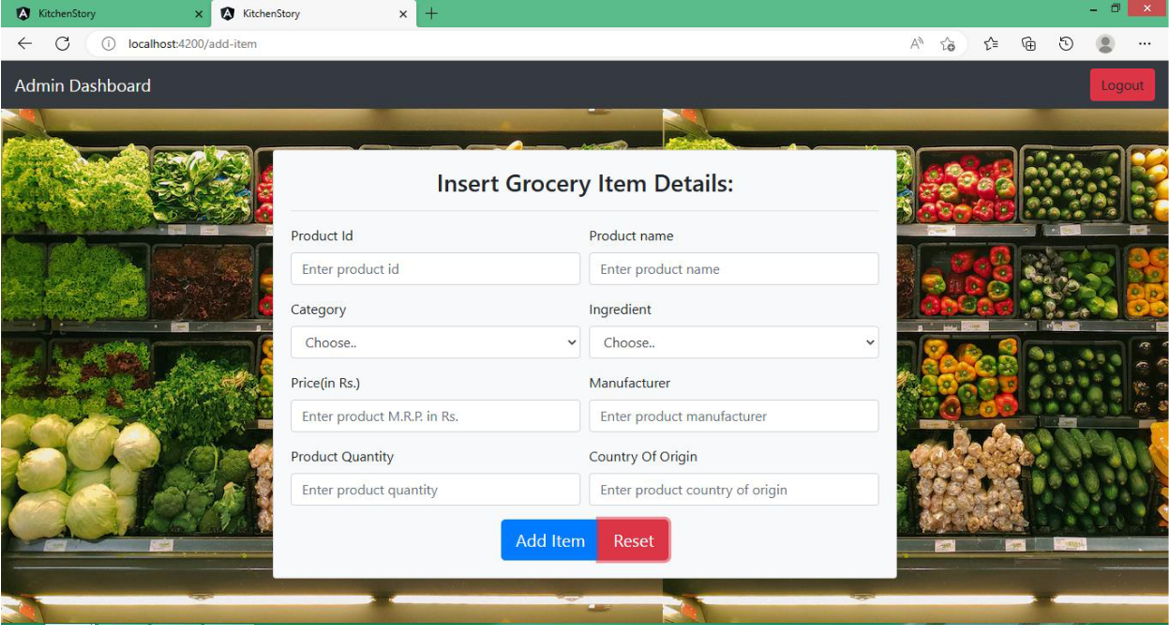 KitchenStory
KitchenStory
localhost:4200/add-item
Admin Dashboard
Logout
Insert Grocery Item Details:
Product Id
Product name
Enter product id
Enter product name
Category
Ingredient
Choose..
Choose..
Price(in Rs.)
Manufacturer
Enter product M.R.P. in Rs.
Enter product manufacturer
Product Quantity
Country Of Origin
Enter product quantity
Enter product country of origin
Add Item
Reset